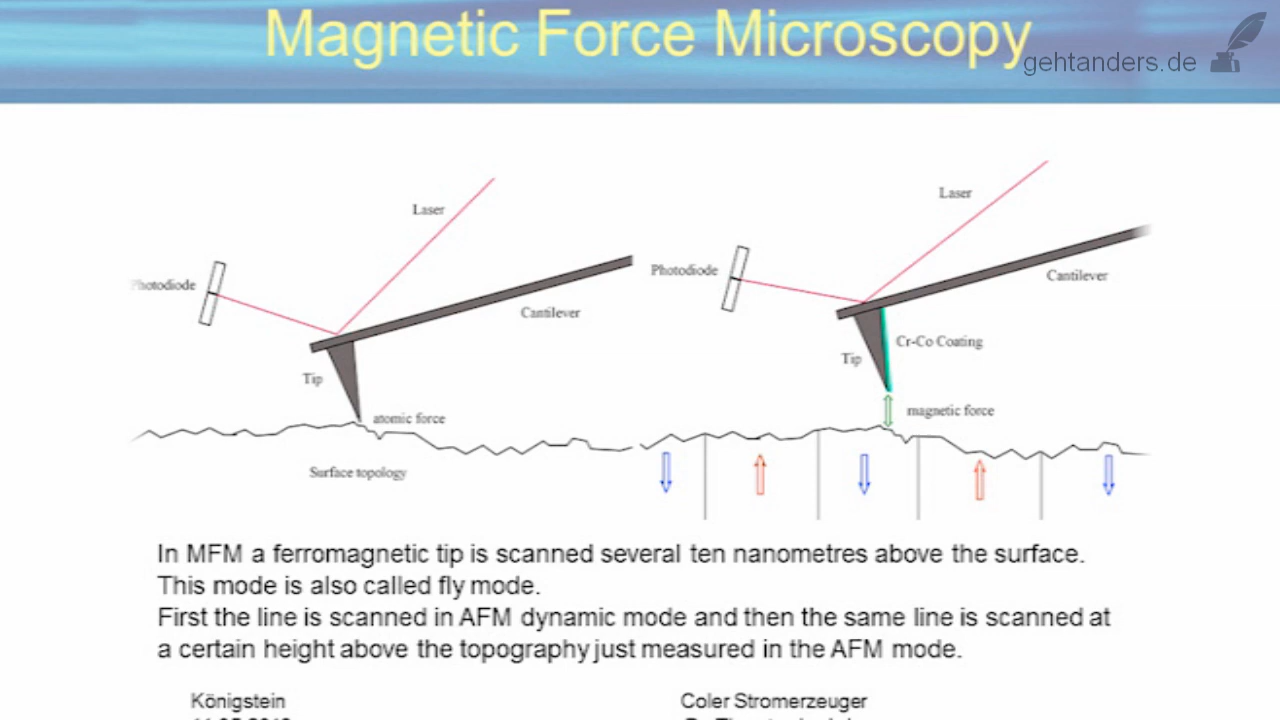 Magnetic Force Microscopy
gehtanders.de
Laser
Photodiode
Cantilever
Tip
atomic force
Surface topology
Laser
Photodiode
Cantilever
Cr-Co Coating
Tip
magnetic force
In MFM a ferromagnetic tip is scanned several ten nanometres above the surface.
This mode is also called fly mode.
First the line is scanned in AFM dynamic mode and then the same line is scanned at
a certain height above the topography just measured in the AFM mode.
Königstein
Coler Stromerzeuger